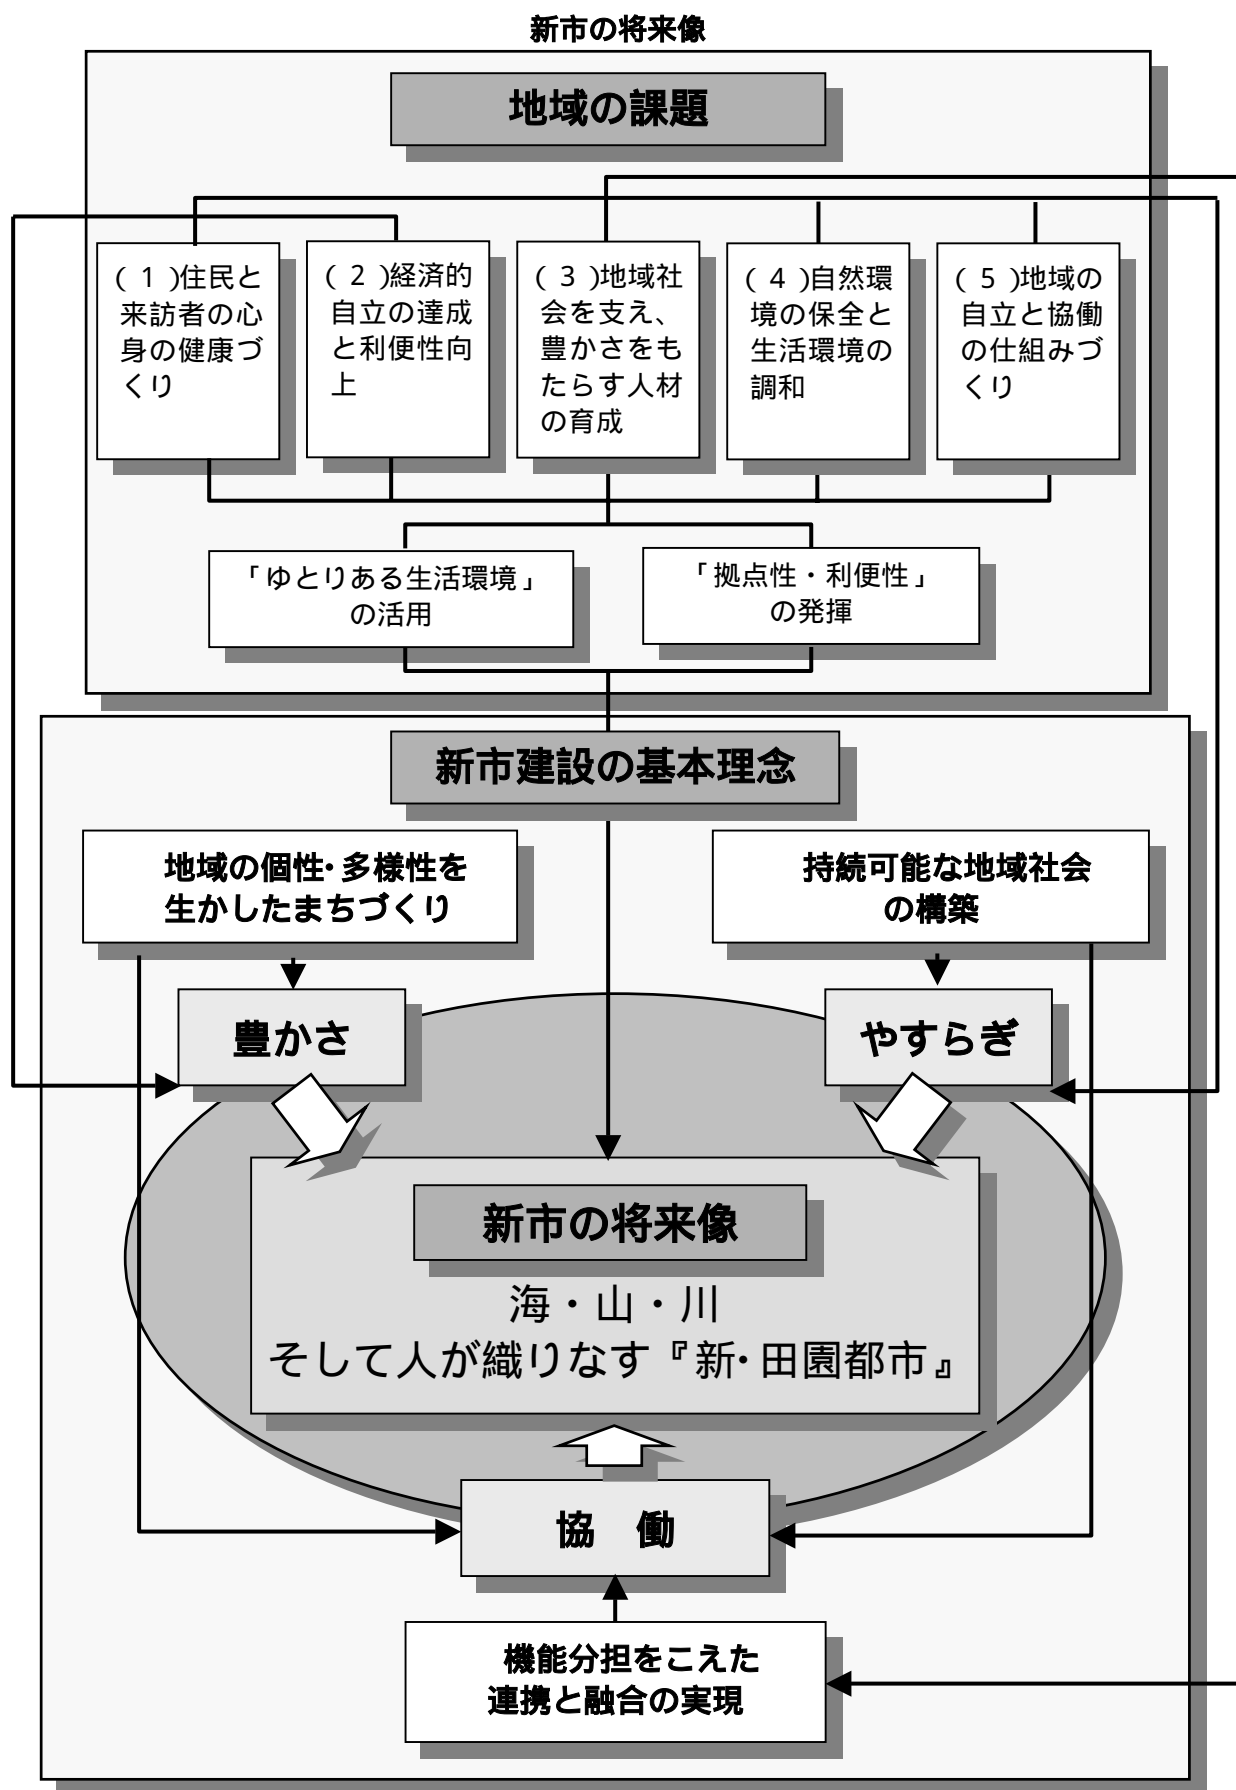 新市の将来像
地域の課題
(1)住民と
来訪者の心
身の健康づ
くり
(2)経済的
自立の達成
と利便性向
上
(3)地域社
会を支え、
豊かさをも
たらす人材
の育成
(4)自然環
境の保全と
生活環境の
調和
(5)地域の
自立と協働
の仕組みづ
くり
「ゆとりある生活環境」
の活用
「拠点性・利便性」
の発揮
新市建設の基本理念
地域の個性・多様性を
生かしたまちづくり
持続可能な地域社会
の構築
豊かさ
やすらぎ
新市の将来像
海・山・川
そして人が織りなす『新・田園都市』
協 働
機能分担をこえた
連携と融合の実現